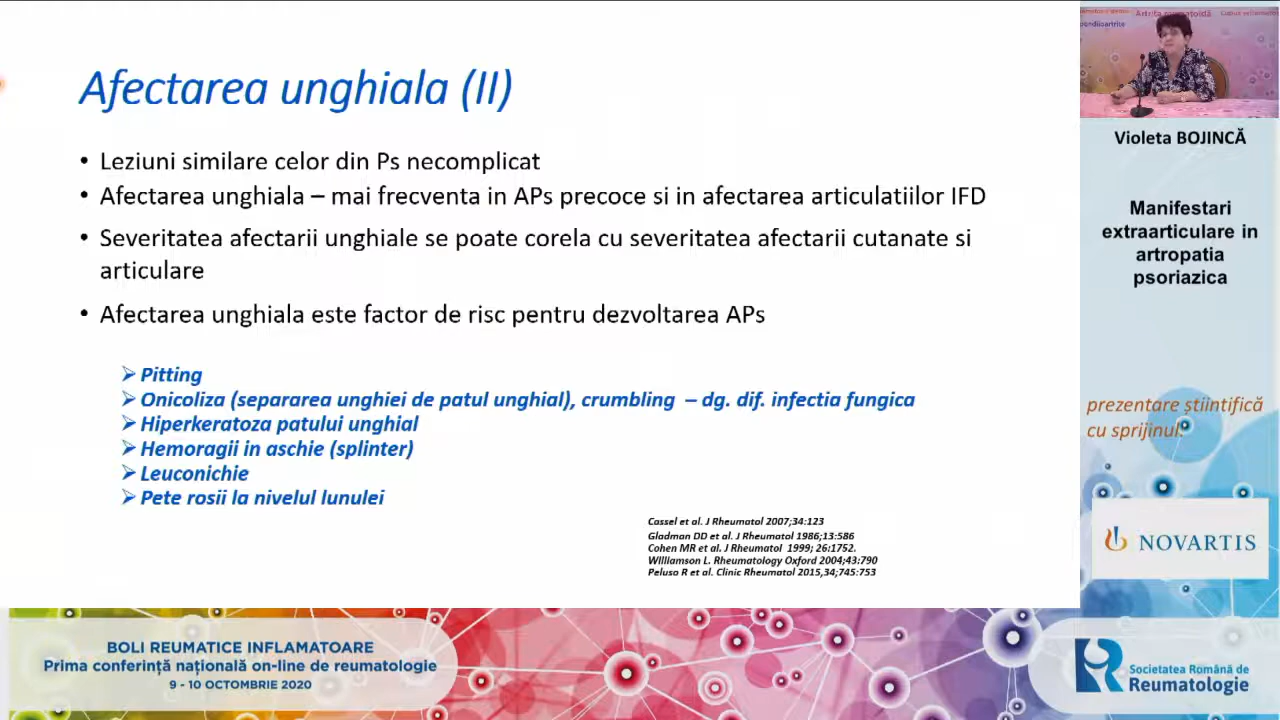 Afectarea unghiala (II)
• Leziuni similare celor din Ps necomplicat
• Afectarea unghiala – mai frecventa in APs precoce si in afectarea articulatiilor IFD
• Severitatea afectarii unghiale se poate corela cu severitatea afectarii cutanate si
articulare
• Afectarea unghiala este factor de risc pentru dezvoltarea APs
➢ Pitting
➢ Onicoliza (separarea unghiei de patul unghial), crumbling – dg. dif. infectia fungica
➢ Hiperkeratoza patului unghial
➢ Hemoragii in aschie (splinter)
➢ Leuconichie
➢ Pete rosii la nivelul lunulei
Cassel et al. J Rheumatol 2007;34:123
Gladman DD et al. J Rheumatol 1986;13:586
Cohen MR et al. J Rheumatol 1999; 26:1752.
Williamson L. Rheumatology Oxford 2004;43:790
Peluso R et al. Clinic Rheumatol 2015,34;745:753
Artrita reumatoidă
Violeta BOJINCĂ
Manifestari
extraarticulare in
artropatia
psoriazica
prezentare științifică
cu sprijinul:
NOVARTIS
BOLI REUMATICE INFLAMATOARE
Prima conferință națională on-line de reumatologie
9 - 10 OCTOMBRIE 2020
Societatea Română de
Reumatologie